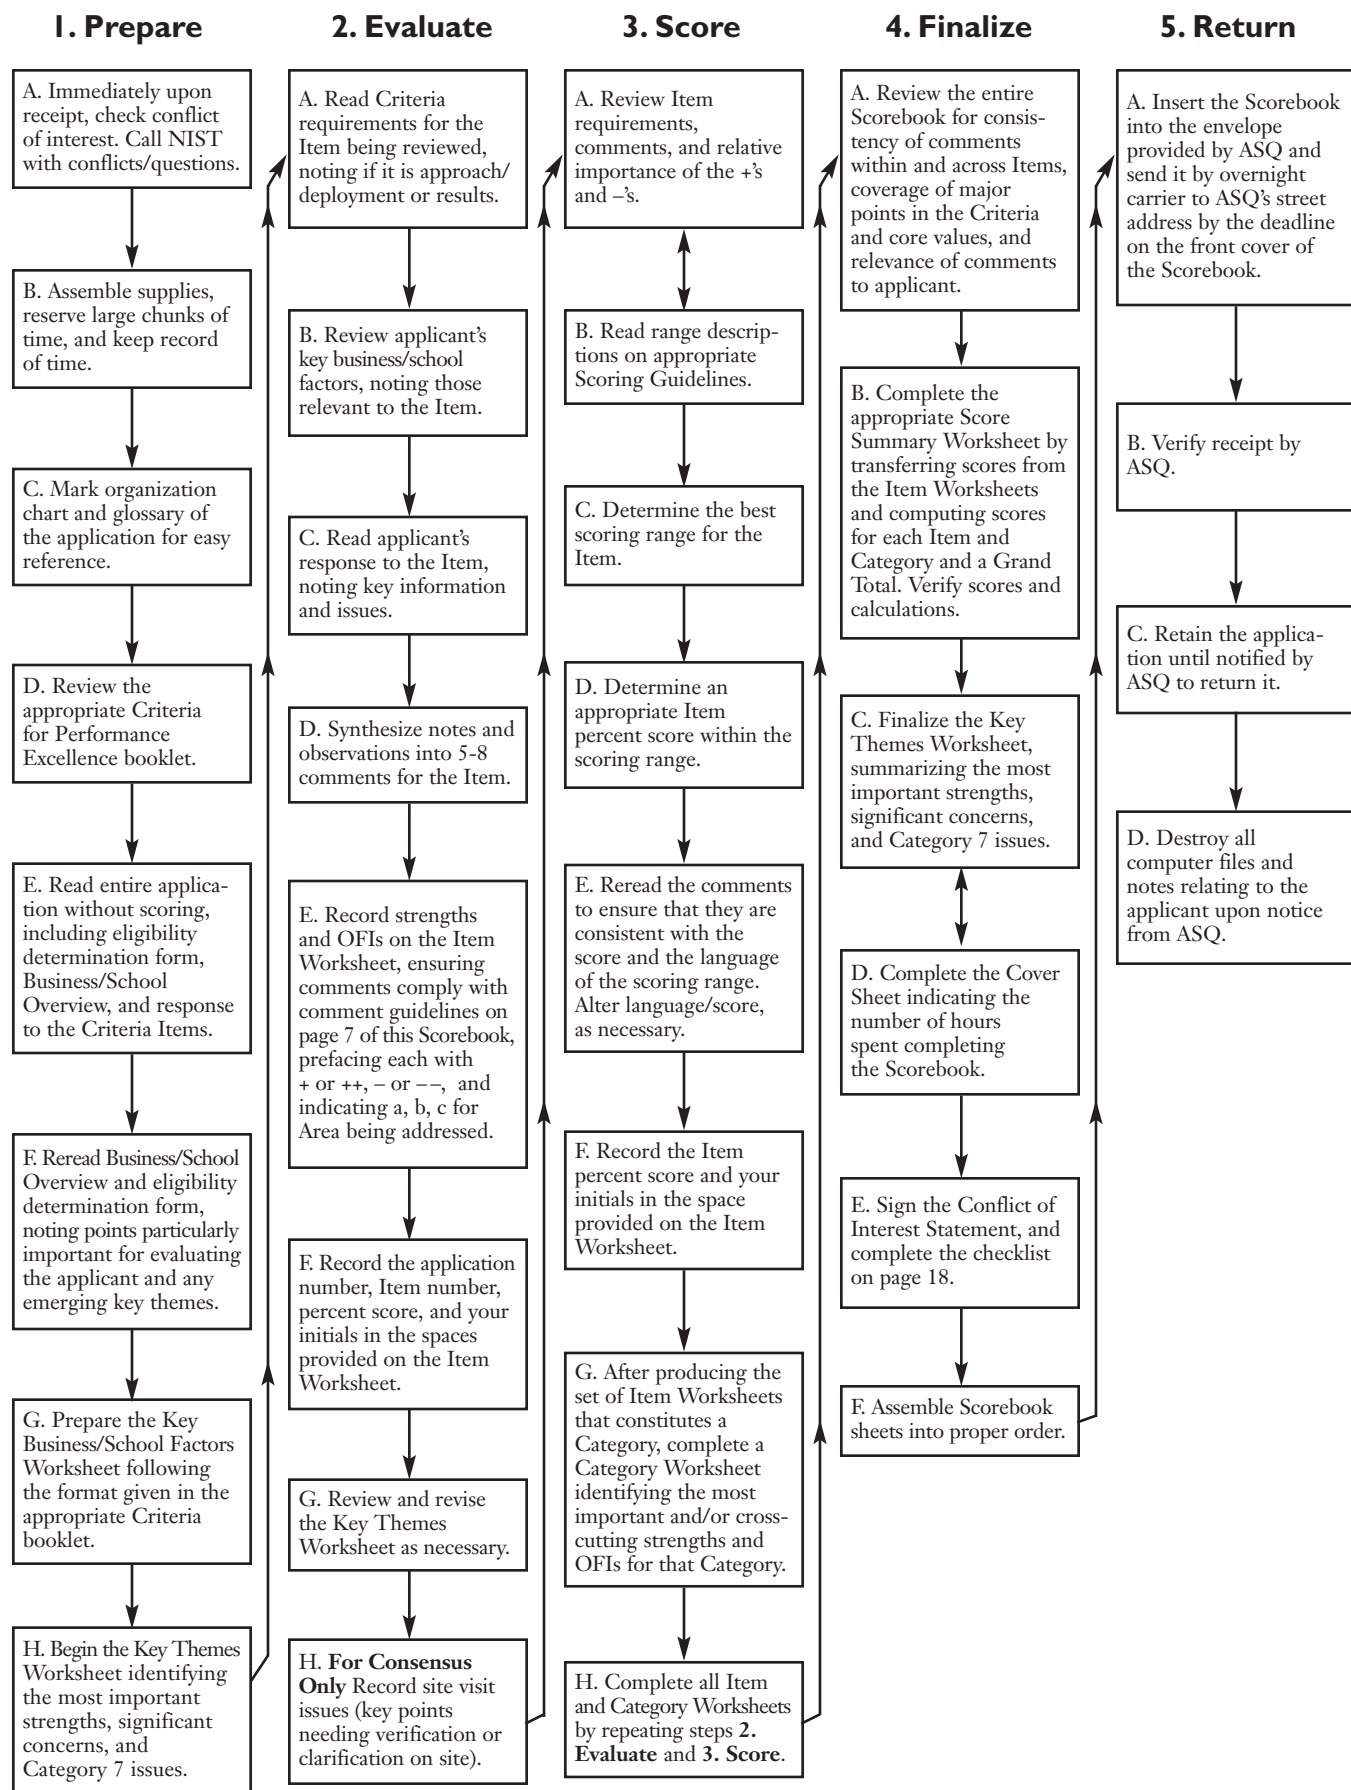 1. Prepare
A. Immediately upon
receipt, check conflict
of interest. Call NIST
with conflicts/questions.
B. Assemble supplies,
reserve large chunks of
time, and keep record
of time.
C. Mark organization
chart and glossary of
the application for easy
reference.
D. Review the
appropriate Criteria
for Performance
Excellence booklet.
E. Read entire applica-
tion without scoring,
including eligibility
determination form,
Business/School
Overview, and response
to the Criteria Items.
F. Reread Business/School
Overview and eligibility
determination form,
noting points particularly
important for evaluating
the applicant and any
emerging key themes.
G. Prepare the Key
Business/School Factors
Worksheet following
the format given in the
appropriate Criteria
booklet.
H. Begin the Key Themes
Worksheet identifying
the most important
strengths, significant
concerns, and
Category 7 issues.
2. Evaluate
A. Read Criteria
requirements for the
Item being reviewed,
noting if it is approach/
deployment or results.
B. Review applicant's
key business/school
factors, noting those
relevant to the Item.
C. Read applicant's
response to the Item,
noting key information
and issues.
D. Synthesize notes and
observations into 5-8
comments for the Item.
E. Record strengths
and OFIs on the Item
Worksheet, ensuring
comments comply with
comment guidelines on
page 7 of this Scorebook,
prefacing each with
+ or ++, – or – –, and
indicating a, b, c for
Area being addressed.
F. Record the application
number, Item number,
percent score, and your
initials in the spaces
provided on the Item
Worksheet.
G. Review and revise
the Key Themes
Worksheet as necessary.
H. For Consensus
Only Record site visit
issues (key points
needing verification or
clarification on site).
3. Score
A. Review Item
requirements,
comments, and relative
importance of the +'s
and –'s.
B. Read range descrip-
tions on appropriate
Scoring Guidelines.
C. Determine the best
scoring range for the
Item.
D. Determine an
appropriate Item
percent score within the
scoring range.
E. Reread the comments
to ensure that they are
consistent with the
score and the language
of the scoring range.
Alter language/score,
as necessary.
F. Record the Item
percent score and your
initials in the space
provided on the Item
Worksheet.
G. After producing the
set of Item Worksheets
that constitutes a
Category, complete a
Category Worksheet
identifying the most
important and/or cross-
cutting strengths and
OFIs for that Category.
H. Complete all Item
and Category Worksheets
by repeating steps 2.
Evaluate and 3. Score.
4. Finalize
A. Review the entire
Scorebook for consis-
tency of comments
within and across Items,
coverage of major
points in the Criteria
and core values, and
relevance of comments
to applicant.
B. Complete the
appropriate Score
Summary Worksheet by
transferring scores from
the Item Worksheets
and computing scores
for each Item and
Category and a Grand
Total. Verify scores and
calculations.
C. Finalize the Key
Themes Worksheet,
summarizing the most
important strengths,
significant concerns,
and Category 7 issues.
D. Complete the Cover
Sheet indicating the
number of hours
spent completing
the Scorebook.
E. Sign the Conflict of
Interest Statement, and
complete the checklist
on page 18.
F. Assemble Scorebook
sheets into proper order.
5. Return
A. Insert the Scorebook
into the envelope
provided by ASQ and
send it by overnight
carrier to ASQ's street
address by the deadline
on the front cover of
the Scorebook.
B. Verify receipt by
ASQ.
C. Retain the applica-
tion until notified by
ASQ to return it.
D. Destroy all
computer files and
notes relating to the
applicant upon notice
from ASQ.